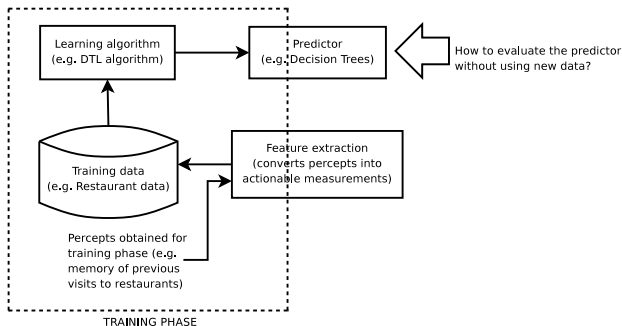 Learning algorithm
(e.g. DTL algorithm)
Predictor
(e.g. Decision Trees)
How to evaluate the predictor
without using new data?
Training data
(e.g. Restaurant data)
Feature extraction
(converts percepts into
actionable measurements)
Percepts obtained for
training phase (e.g.
memory of previous
visits to restaurants)
TRAINING PHASE